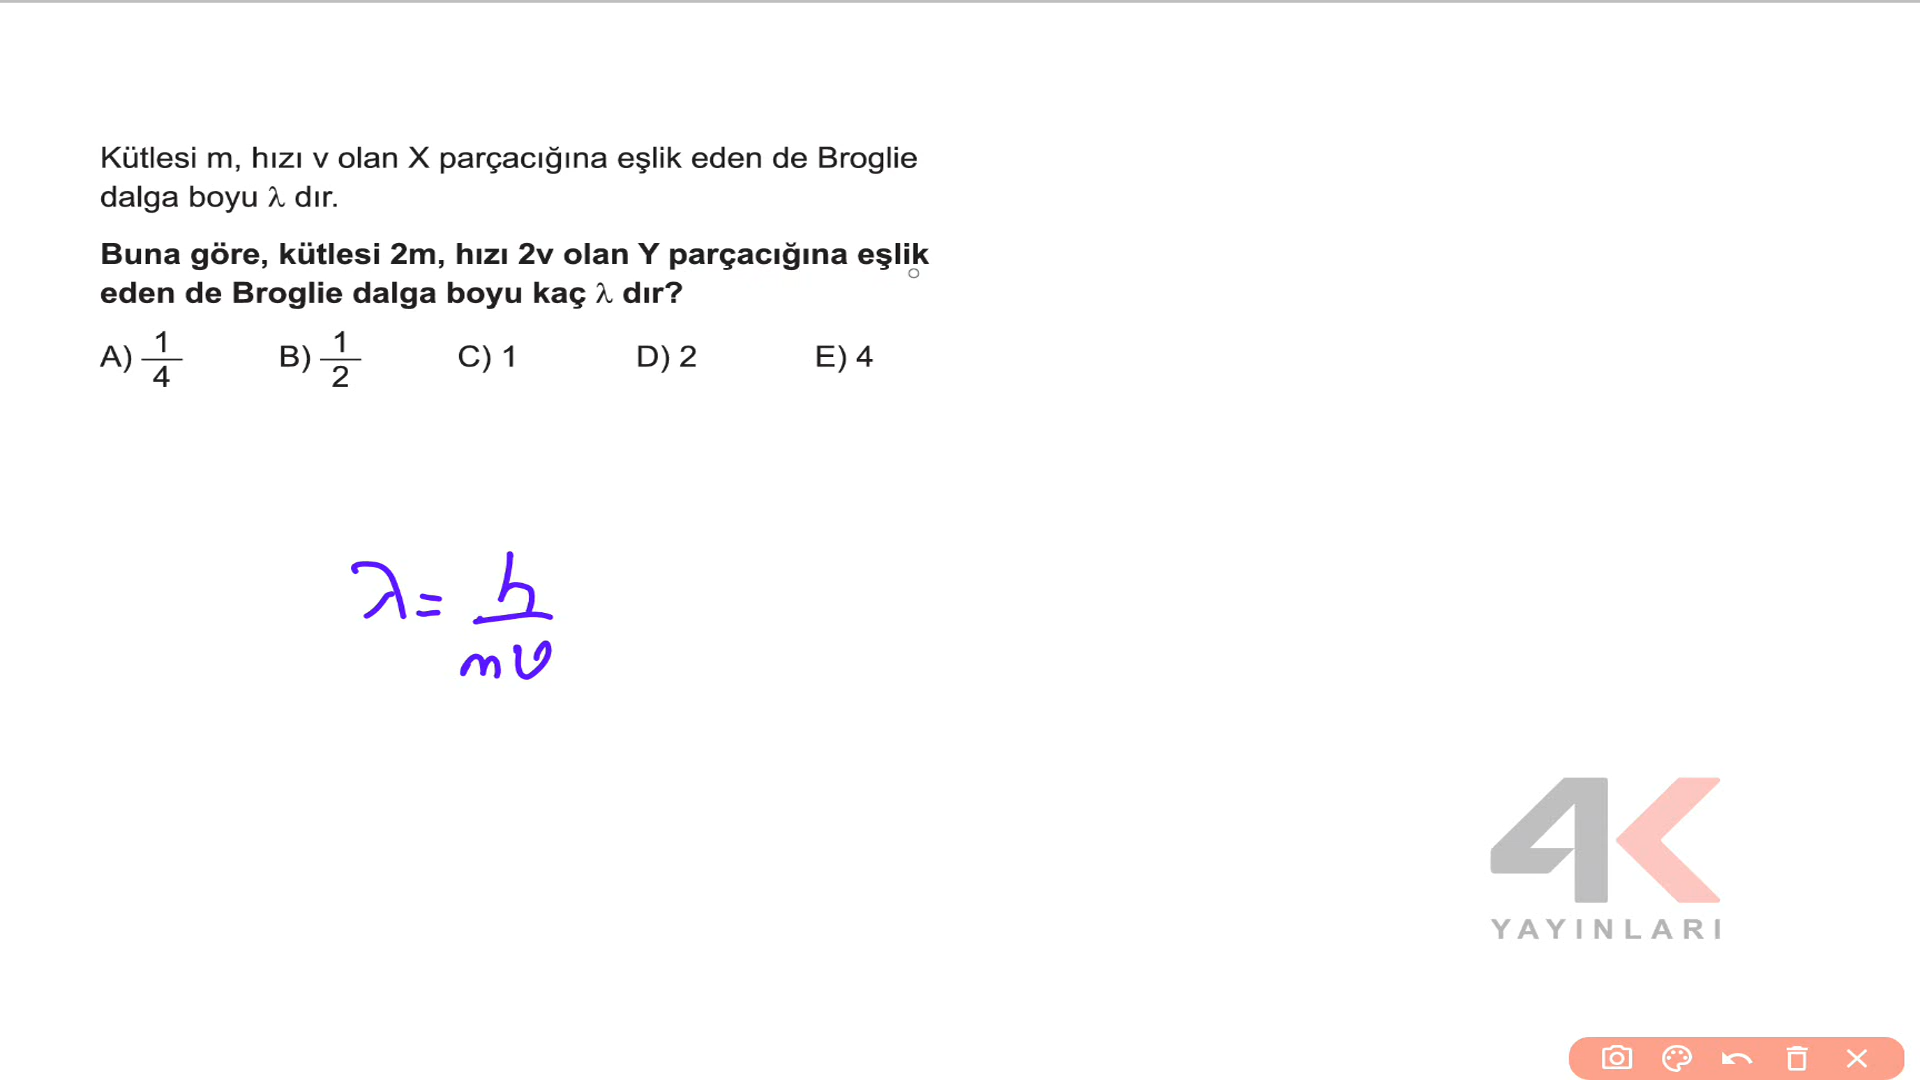 Kütlesi m, hızı v olan X parçacığına eşlik eden de Broglie
dalga boyu λ dır.
Buna göre, kütlesi 2m, hızı 2v olan Y parçacığına eşlik
eden de Broglie dalga boyu kaç λ dır?
A) 1/4 B) 1/2 C) 1 D) 2 E) 4
λ = h/mv
4K
YAYINLARI